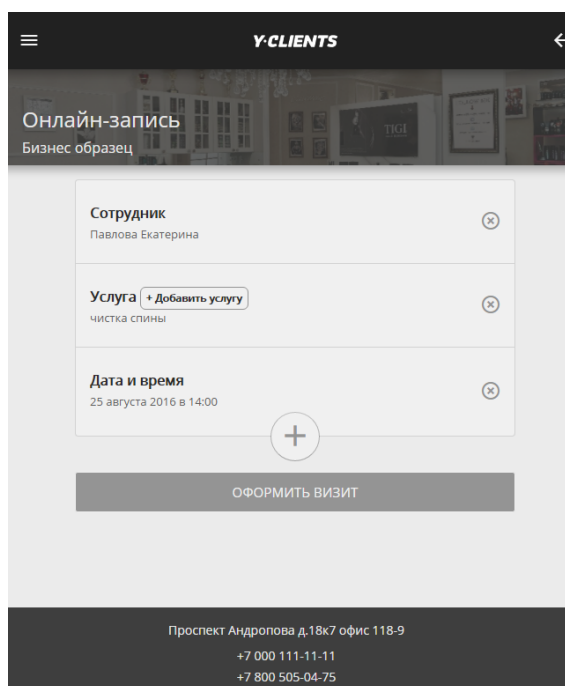 Y·CLIENTS
TIGI
Онлайн-запись
Бизнес образец
Сотрудник
Павлова Екатерина
Услуга + Добавить услугу
чистка спины
Дата и время
25 августа 2016 в 14:00
ОФОРМИТЬ ВИЗИТ
Проспект Андропова д.18к7 офис 118-9
+7 000 111-11-11
+7 800 505-04-75